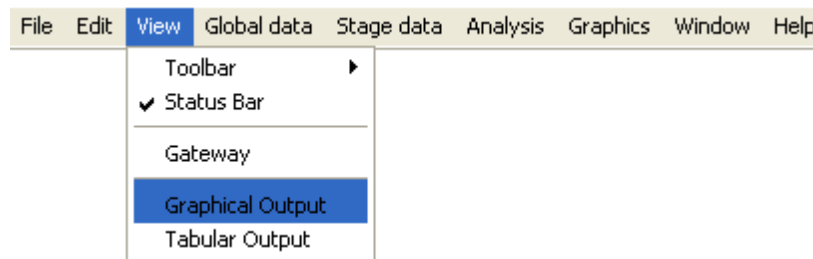 File Edit View Global data Stage data Analysis Graphics Window Help
Toolbar
Status Bar
Gateway
Graphical Output
Tabular Output